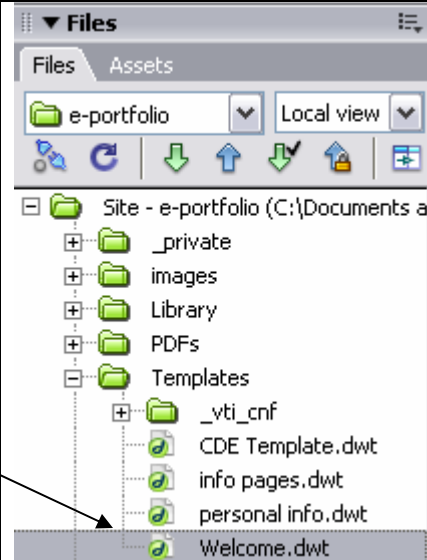 Files
Files Assets
e-portfolio Local view
Site - e-portfolio (C:\Documents a
_private
images
Library
PDFs
Templates
_vti_cnf
CDE Template.dwt
info pages.dwt
personal info.dwt
Welcome.dwt